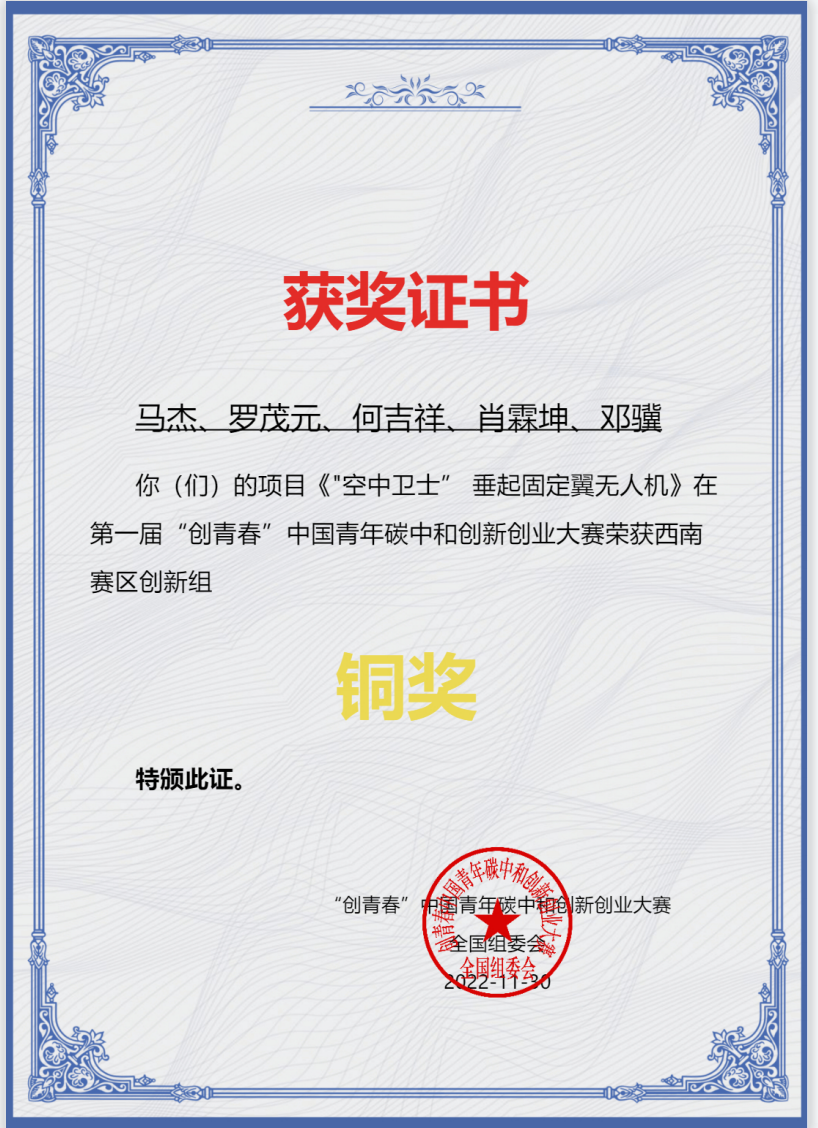 获奖证书
马杰、罗茂元、何吉祥、肖霖坤、邓骥
你（们）的项目《"空中卫士” 垂起固定翼无人机》在
第一届“创青春”中国青年碳中和创新创业大赛荣获西南
赛区创新组
铜奖
特颁此证。
“创青春”中国青年碳中和创新创业大赛
全国组委会
2022-11-30
创青春中国青年碳中和创新创业大赛
全国组委会